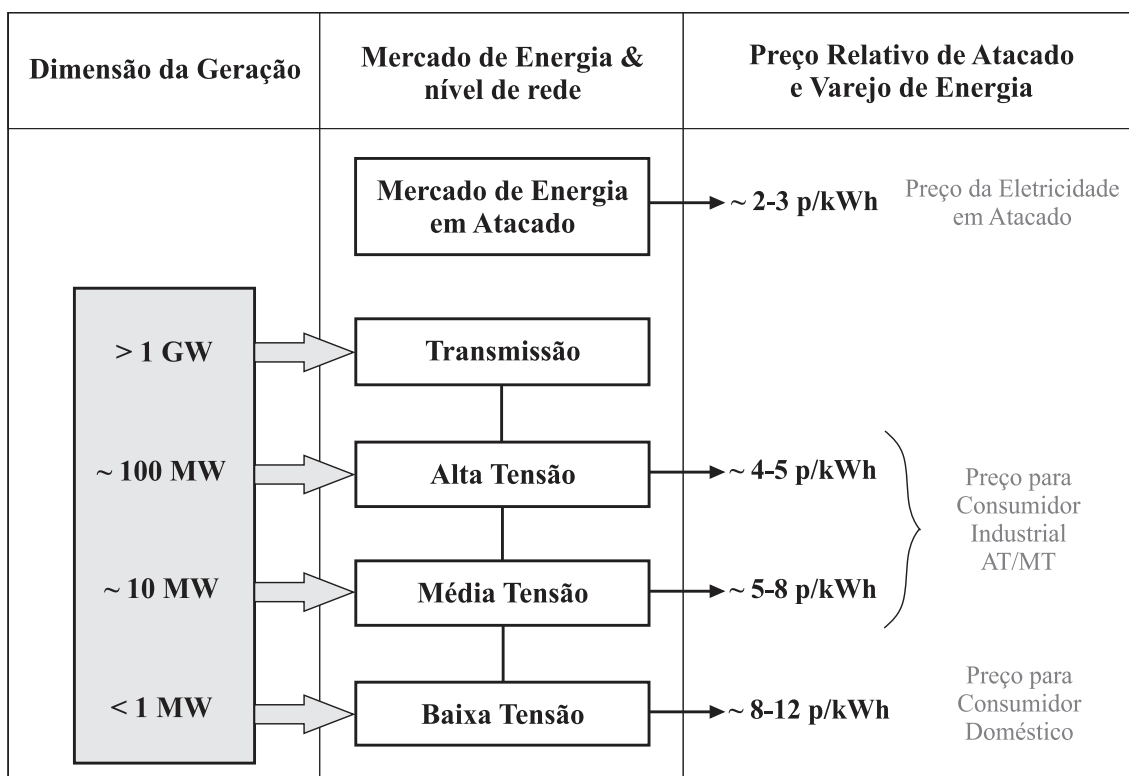 Dimensão da Geração
Mercado de Energia &
nível de rede
Preço Relativo de Atacado
e Varejo de Energia
Mercado de Energia
em Atacado
~ 2-3 p/kWh
Preço da Eletricidade
em Atacado
> 1 GW
Transmissão
~ 100 MW
Alta Tensão
~ 4-5 p/kWh
Preço para
Consumidor
Industrial
AT/MT
~ 10 MW
Média Tensão
~ 5-8 p/kWh
< 1 MW
Baixa Tensão
~ 8-12 p/kWh
Preço para
Consumidor
Doméstico